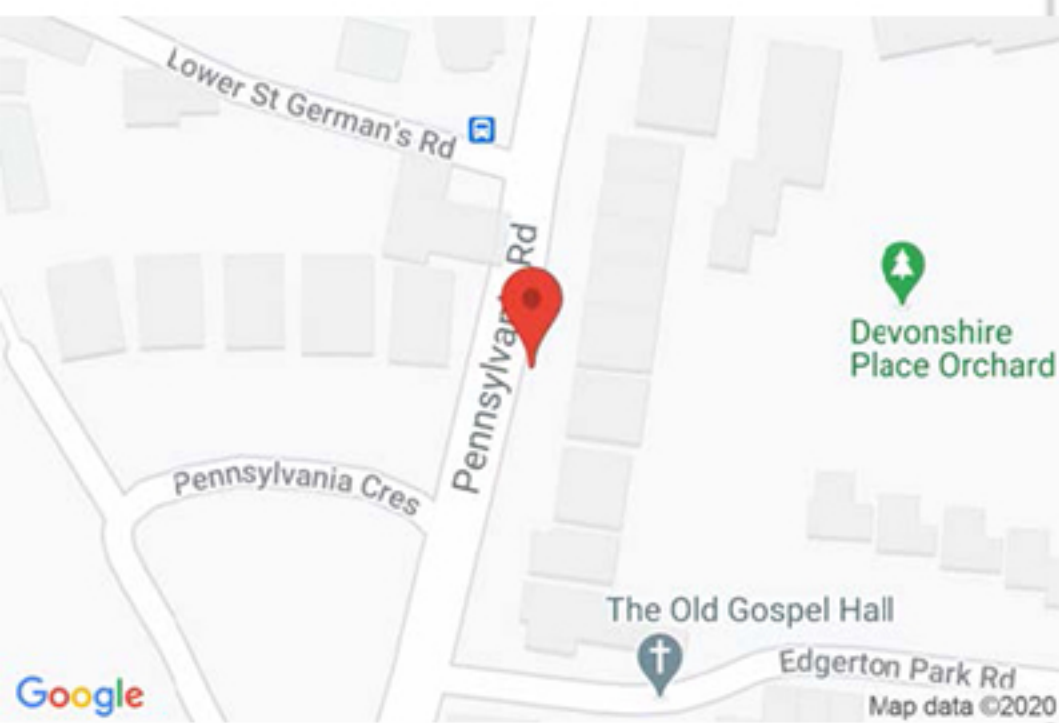 Lower St German's Rd
Pennsylvania Rd
Devonshire
Place Orchard
Pennsylvania Cres
The Old Gospel Hall
Edgerton Park Rd
Google
Map data ©2020